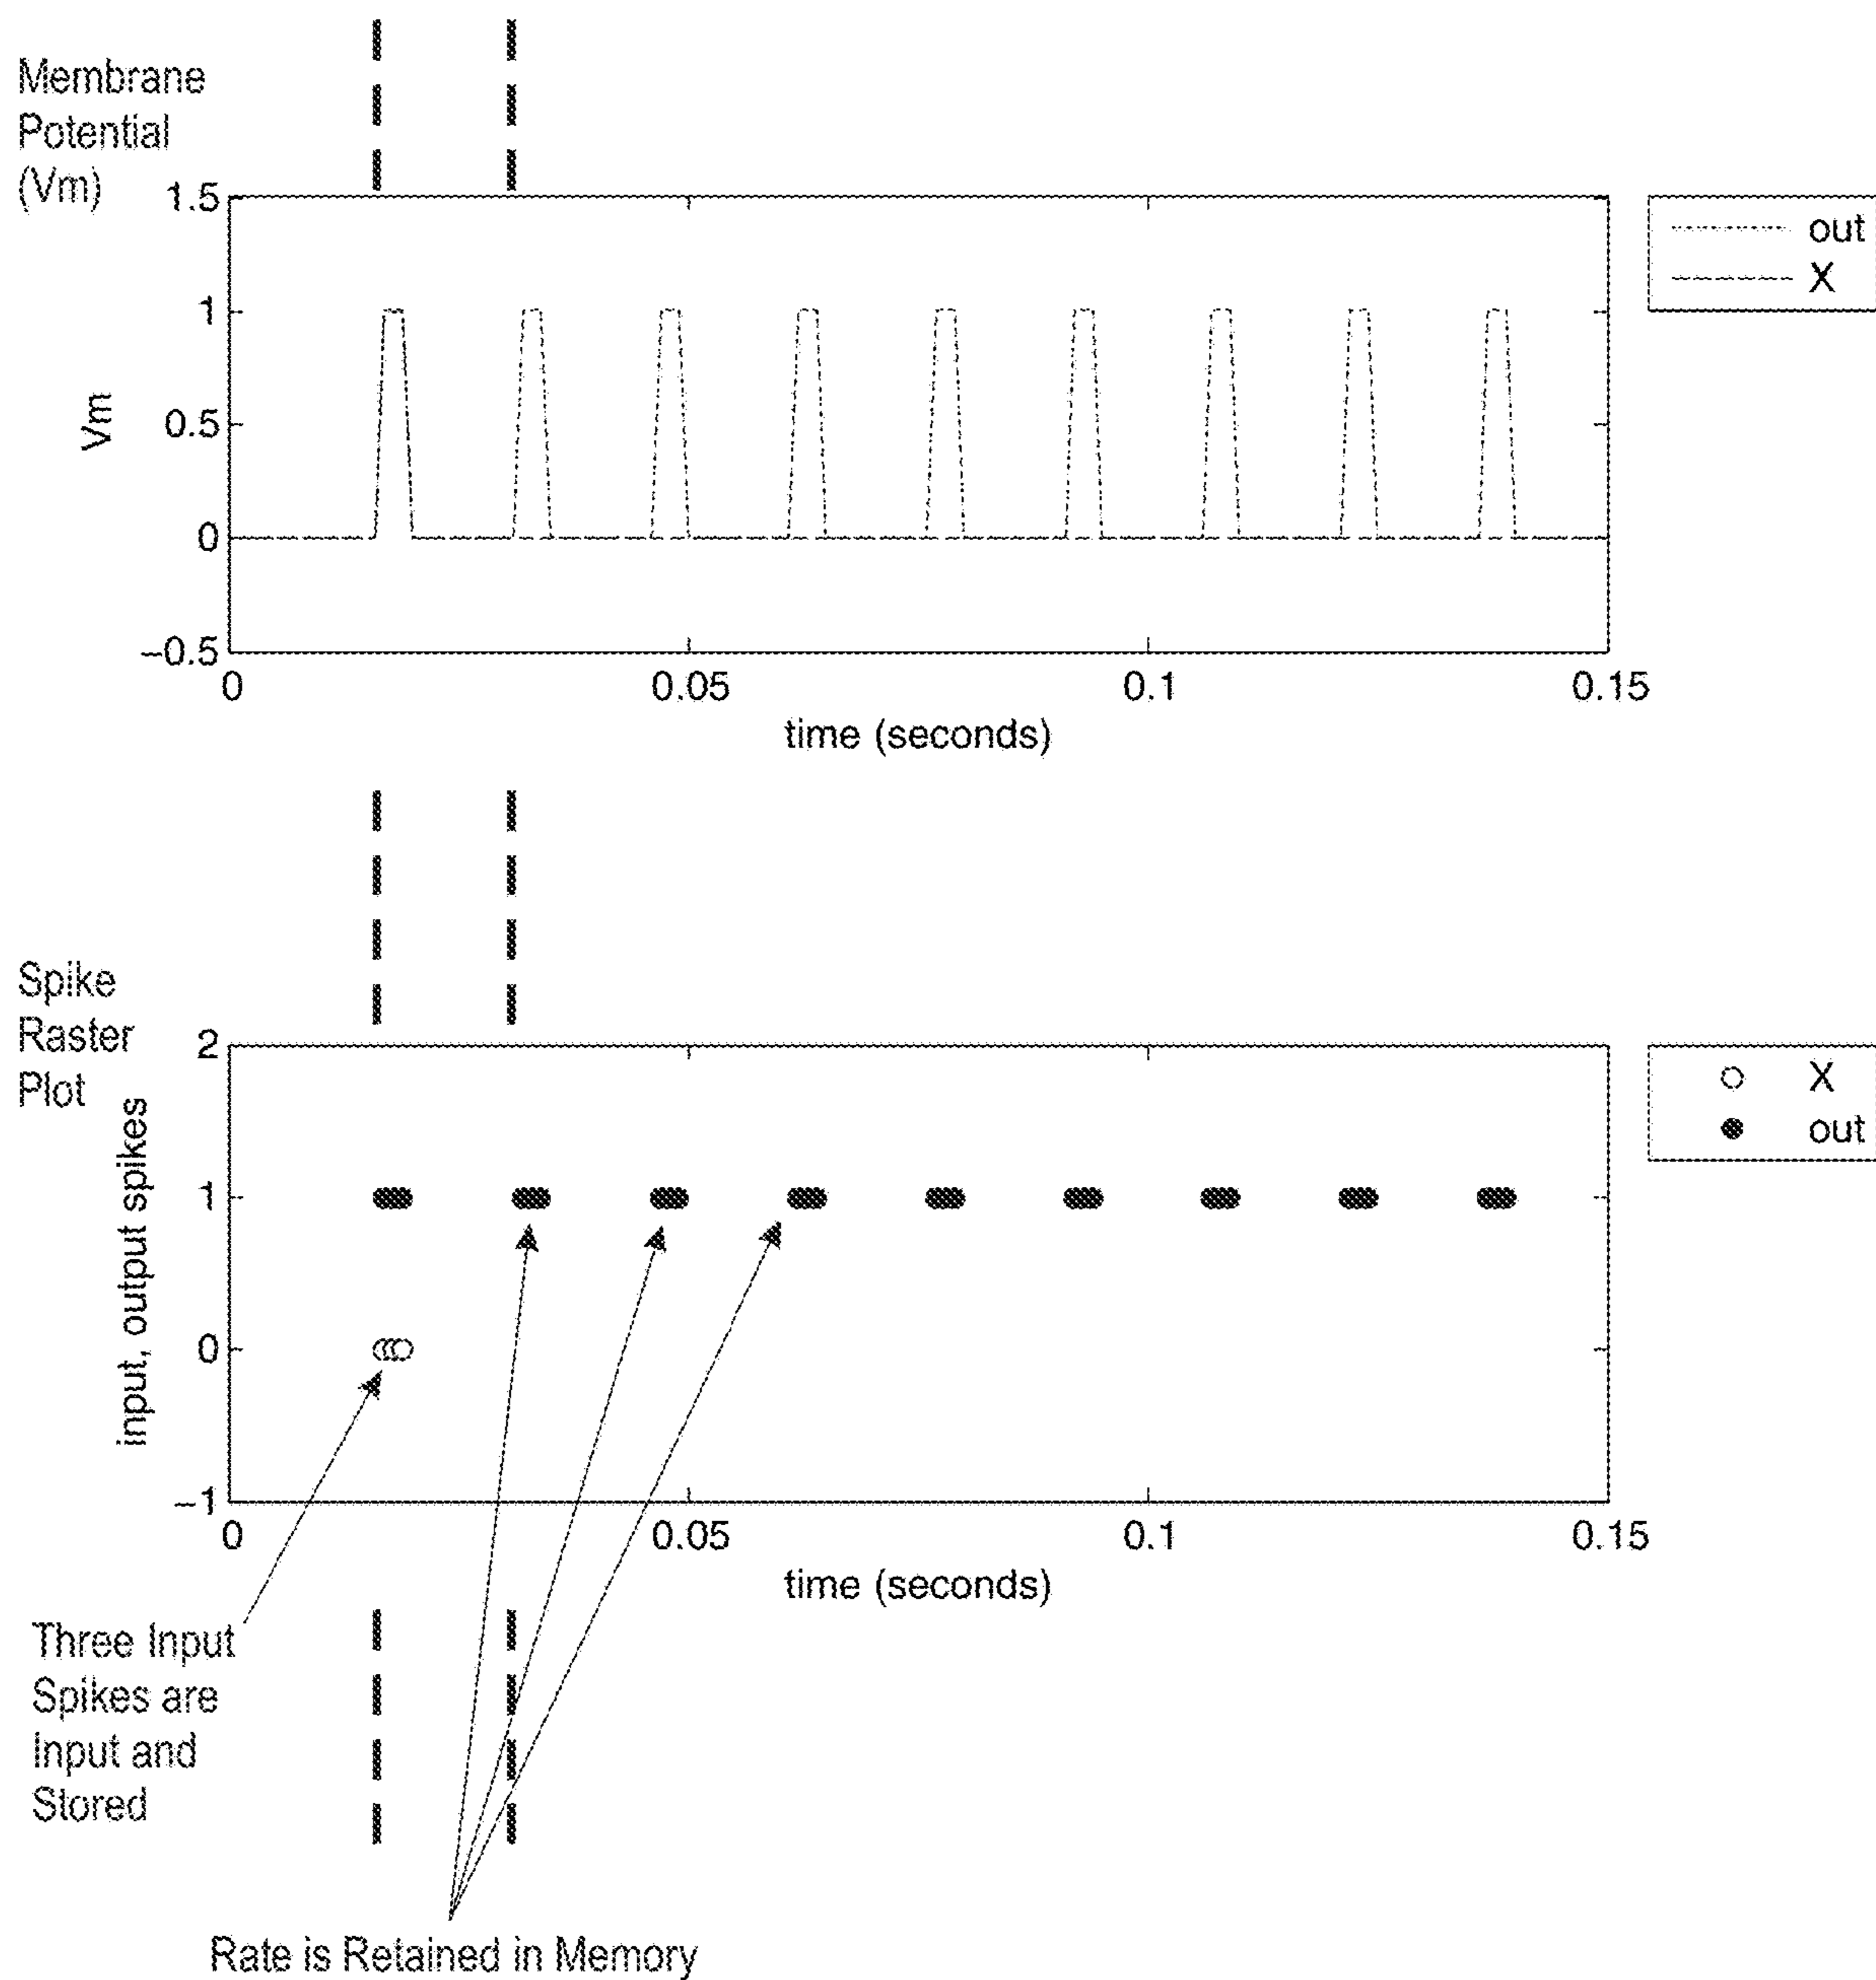 Membrane
Potential
(Vm)
1.5
1
0.5
0
−0.5
Vm
0
0.05
0.1
0.15
time (seconds)
out
X
Spike
Raster
Plot
2
1
0
−1
input, output spikes
0
0.05
0.1
0.15
time (seconds)
X
out
Three Input
Spikes are
Input and
Stored
Rate is Retained in Memory